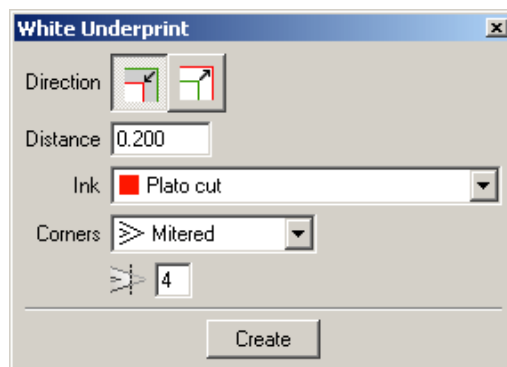 White Underprint
Direction
Distance 0.200
Ink Plato cut
Corners Mitered
4
Create